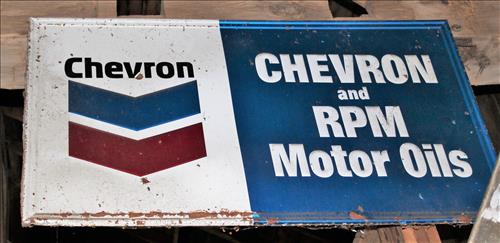 Chevron
CHEVRON
and
RPM
Motor Oils